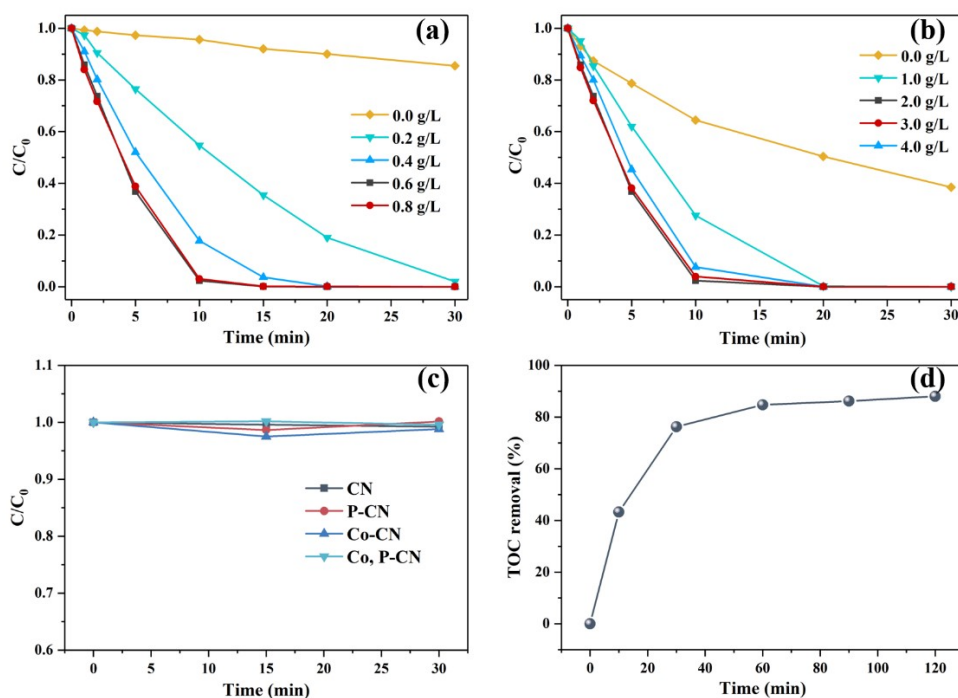 (a)
C/C0
1.0
0.8
0.6
0.4
0.2
0.0
0.0 g/L
0.2 g/L
0.4 g/L
0.6 g/L
0.8 g/L
0 5 10 15 20 25 30
Time (min)
(b)
C/C0
1.0
0.8
0.6
0.4
0.2
0.0
0.0 g/L
1.0 g/L
2.0 g/L
3.0 g/L
4.0 g/L
0 5 10 15 20 25 30
Time (min)
(c)
C/C0
1.1
1.0
0.9
0.8
0.7
0.6
CN
P-CN
Co-CN
Co, P-CN
0 5 10 15 20 25 30
Time (min)
(d)
TOC removal (%)
100
80
60
40
20
0
0 20 40 60 80 100 120
Time (min)